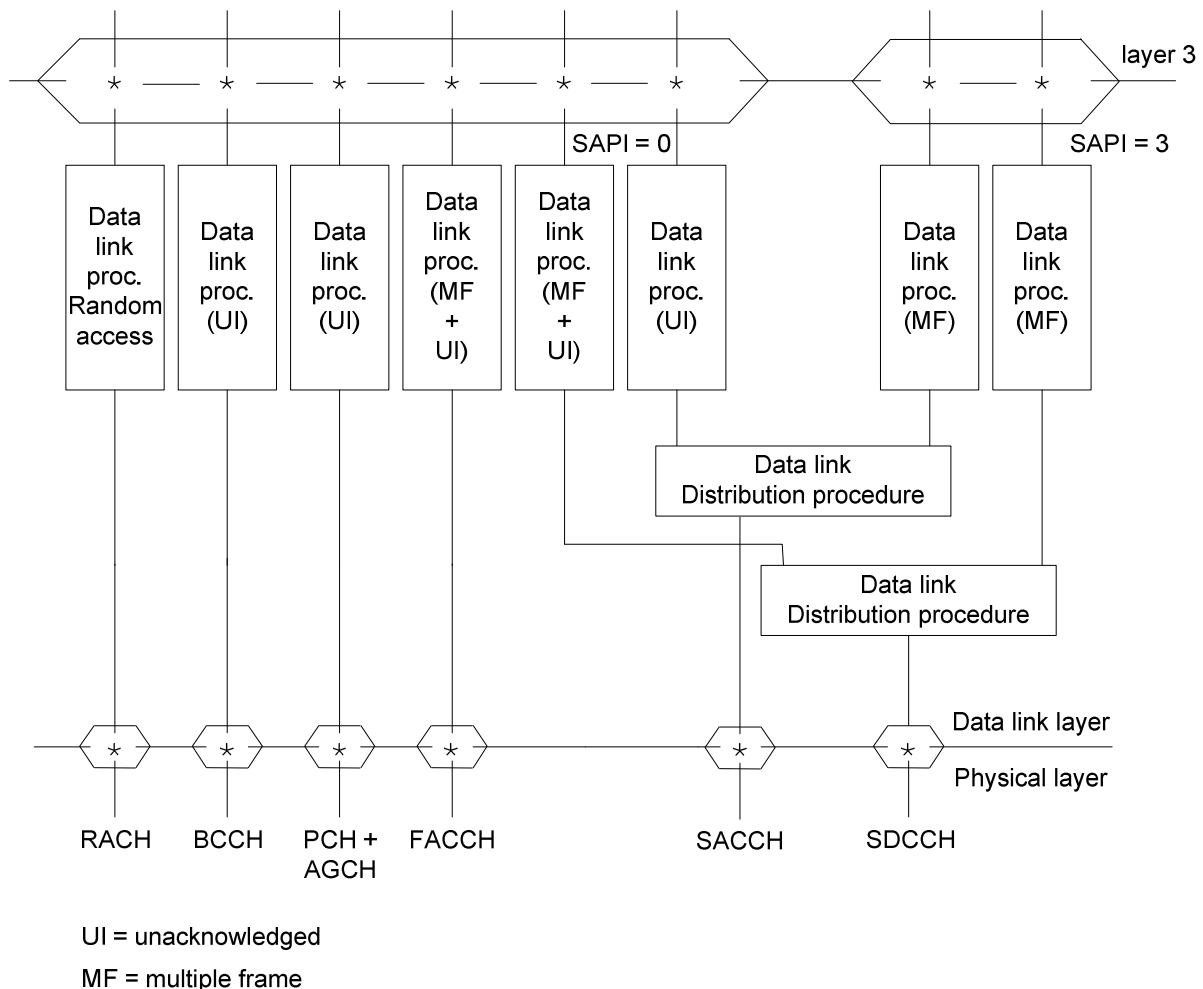 layer 3
* * * * * * * *
SAPI = 0
SAPI = 3
Data
link
proc.
Random
access
Data
link
proc.
(UI)
Data
link
proc.
(UI)
Data
link
proc.
(MF
+
UI)
Data
link
proc.
(MF
+
UI)
Data
link
proc.
(UI)
Data
link
proc.
(MF)
Data
link
proc.
(MF)
Data link
Distribution procedure
Data link
Distribution procedure
Data link layer
* * * * * *
Physical layer
RACH
BCCH
PCH +
AGCH
FACCH
SACCH
SDCCH
UI = unacknowledged
MF = multiple frame